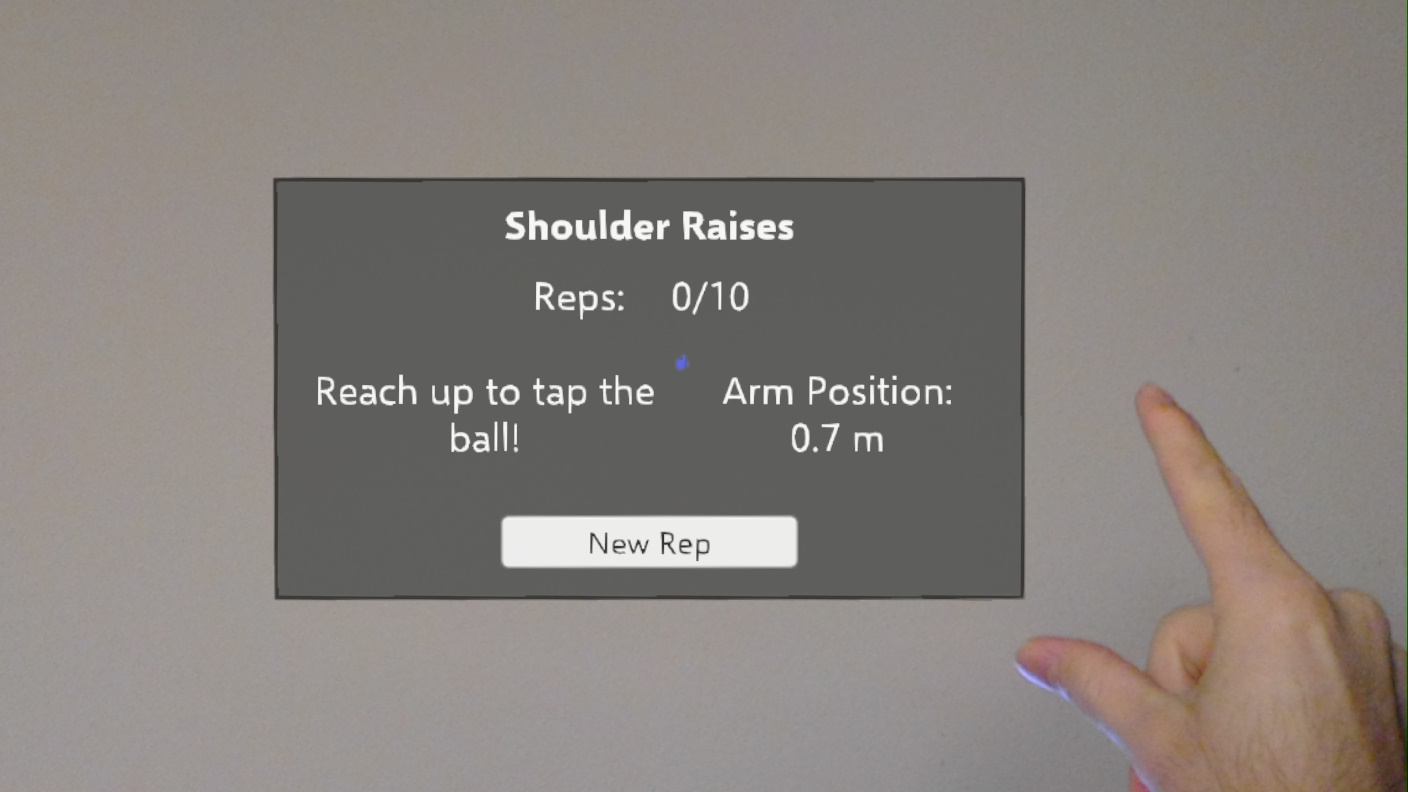 Shoulder Raises
Reps: 0/10
Reach up to tap the
ball!
Arm Position:
0.7 m
New Rep